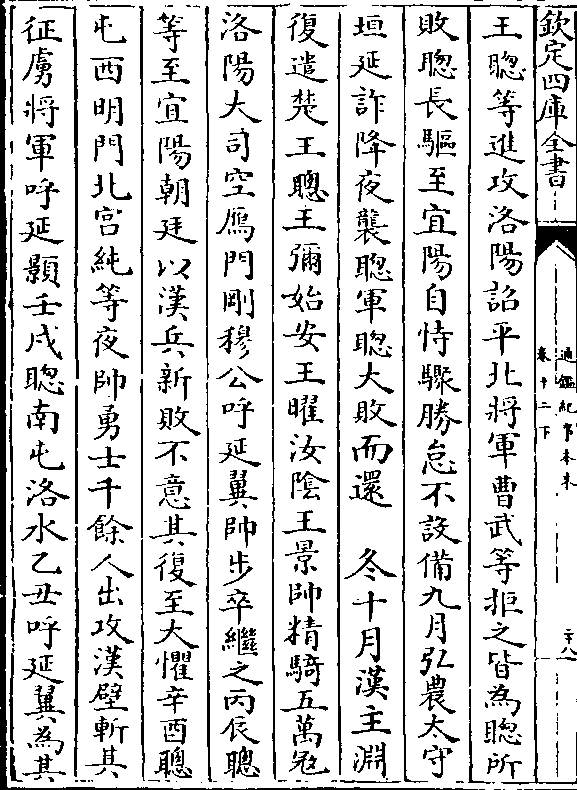 欽定四庫全書
通鑑紀事本末
卷十二下
二十八
王聰等進攻洛陽詔平北將軍曹武等拒之皆為聰所
敗聰長驅至宜陽自恃驟勝怠不設備九月弘農太守
垣延詐降夜襲聰軍聰大敗而還　冬十月漢主淵
復遣楚王聰王彌始安王曜汝陰王景帥精騎五萬冦
洛陽大司空鴈門剛穆公呼延翼帥步卒繼之丙辰聰
等至宜陽朝廷以漢兵新敗不意其復至大懼辛酉聰
屯西明門北宫純等夜帥勇士千餘人出攻漢壁斬其
征虜將軍呼延顥壬戌聰南屯洛水乙丑呼延翼為其